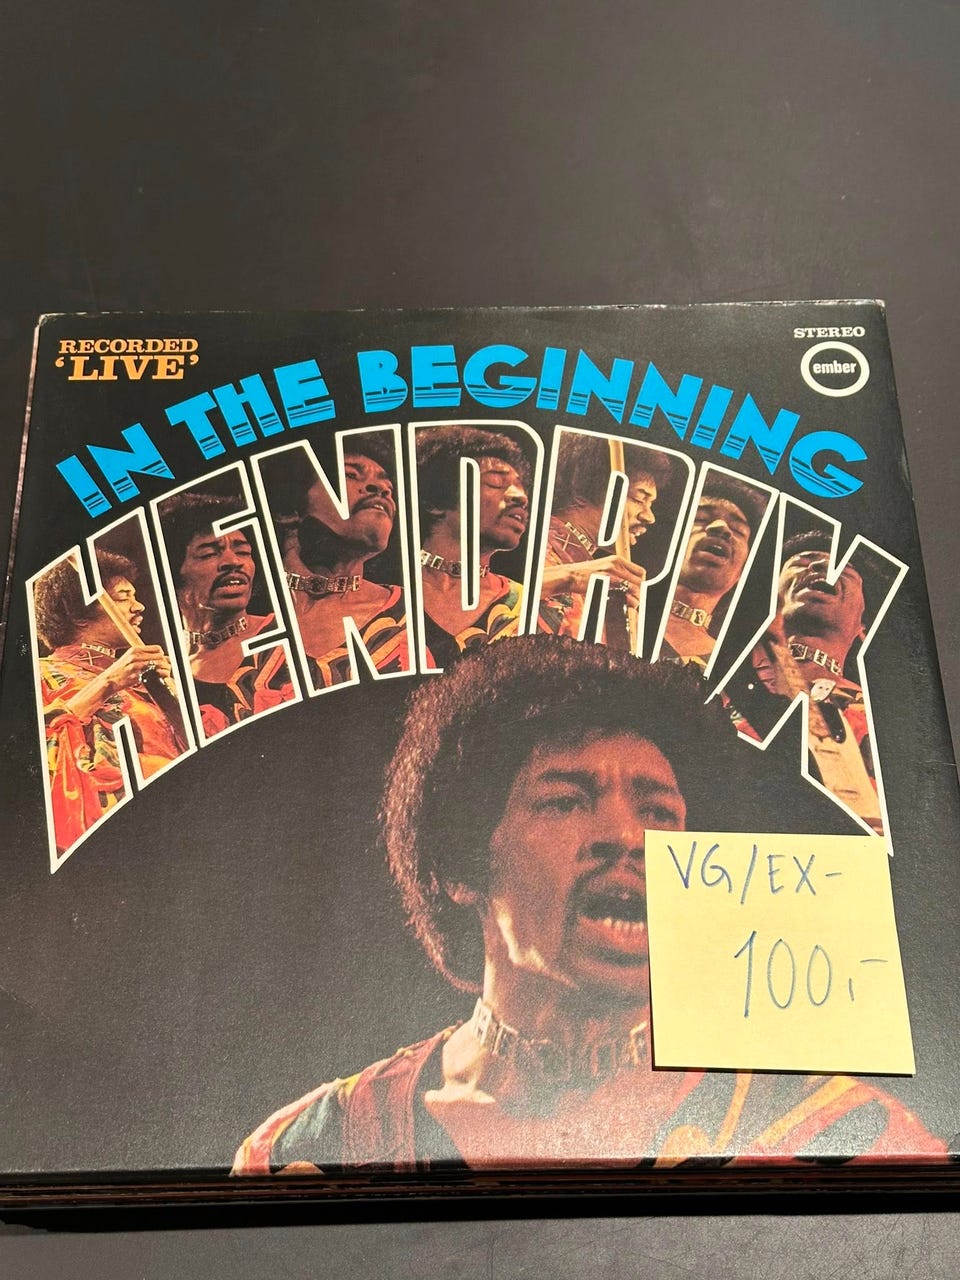 RECORDED
'LIVE'
STEREO
ember
IN THE BEGINNING
HENDRIX
VG/EX-
100,-